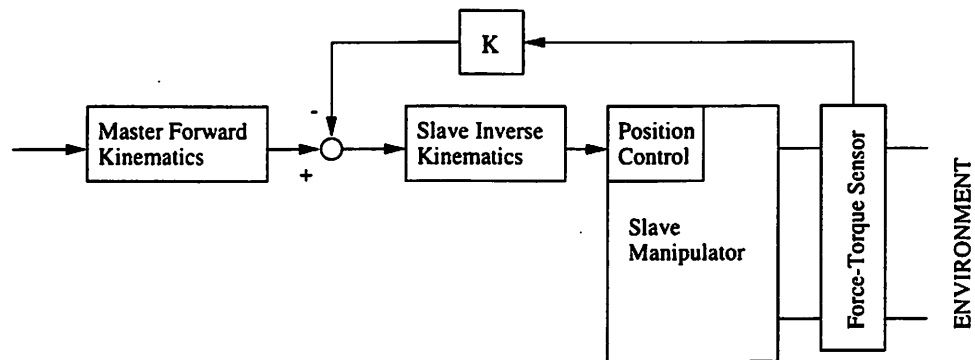 K
-
Master Forward
Kinematics
+
Slave Inverse
Kinematics
Position
Control
Slave
Manipulator
Force-Torque Sensor
ENVIRONMENT